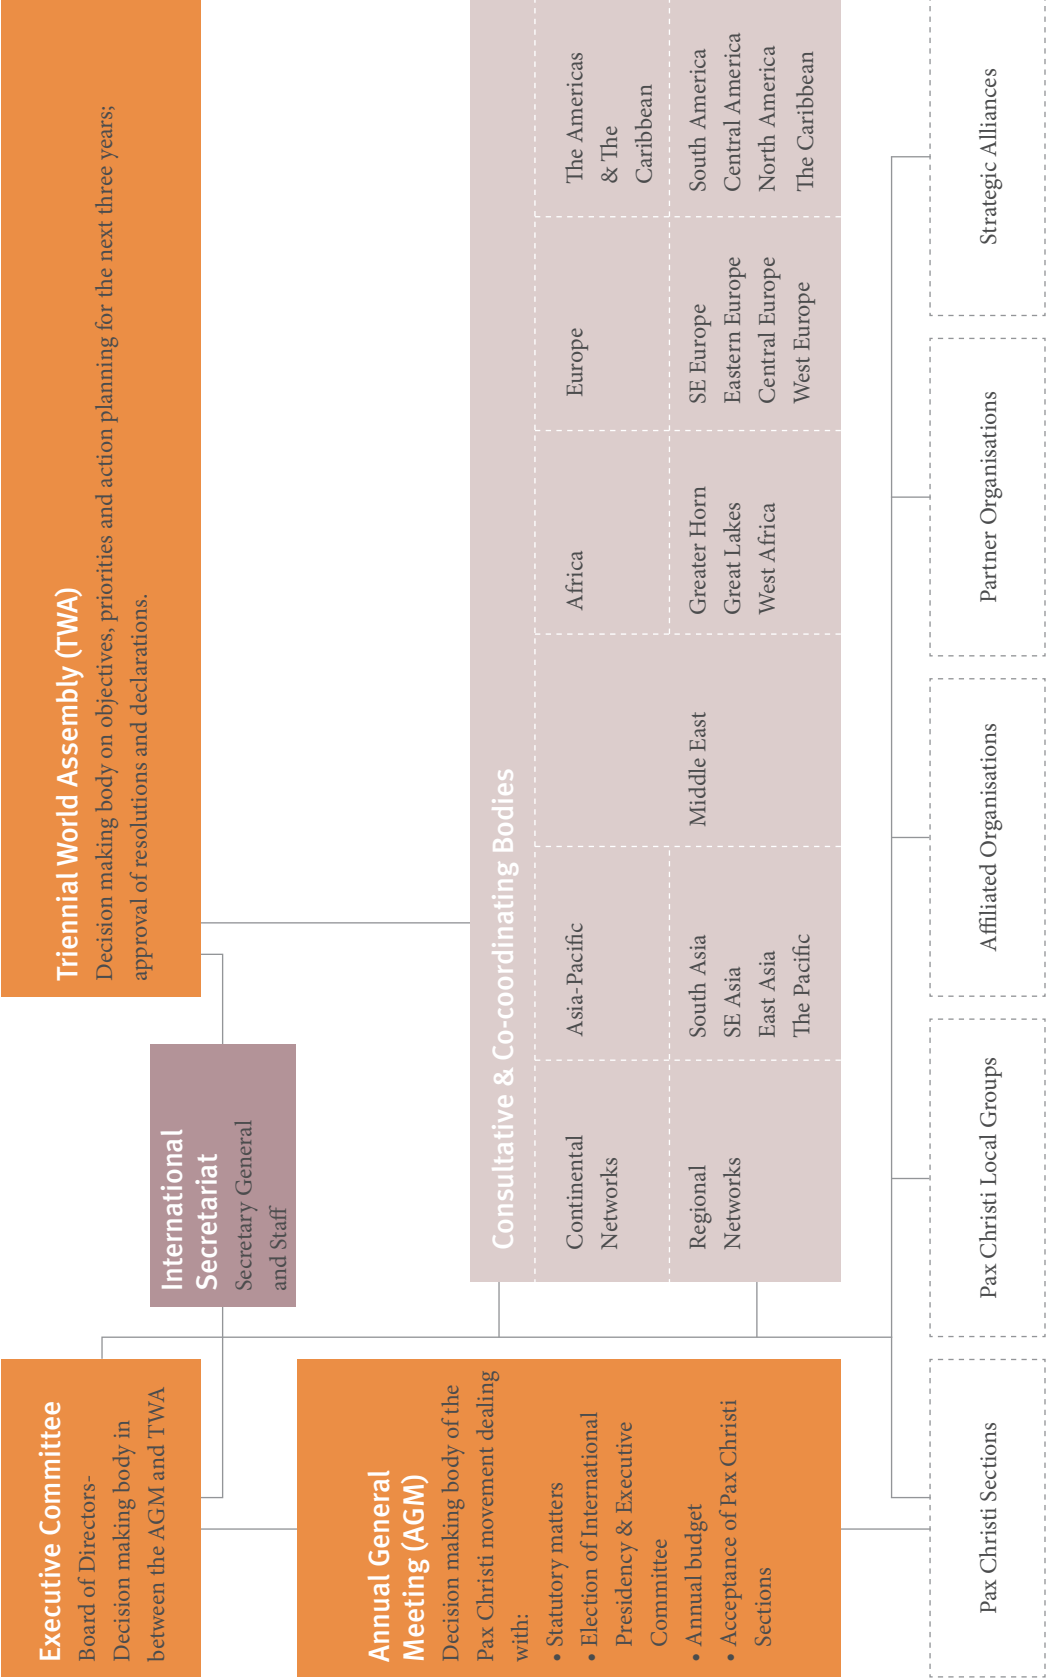 Executive Committee
Board of Directors-
Decision making body in
between the AGM and TWA
International
Secretariat
Secretary General
and Staff
Triennial World Assembly (TWA)
Decision making body on objectives, priorities and action planning for the next three years;
approval of resolutions and declarations.
Annual General
Meeting (AGM)
Decision making body of the
Pax Christi movement dealing
with:
• Statutory matters
• Election of International
Presidency & Executive
Committee
• Annual budget
• Acceptance of Pax Christi
Sections
Consultative & Co-coordinating Bodies
Continental
Networks
Asia-Pacific
Africa
Europe
The Americas
& The
Caribbean
Regional
Networks
South Asia
SE Asia
East Asia
The Pacific
Middle East
Greater Horn
Great Lakes
West Africa
SE Europe
Eastern Europe
Central Europe
West Europe
South America
Central America
North America
The Caribbean
Pax Christi Sections
Pax Christi Local Groups
Affiliated Organisations
Partner Organisations
Strategic Alliances